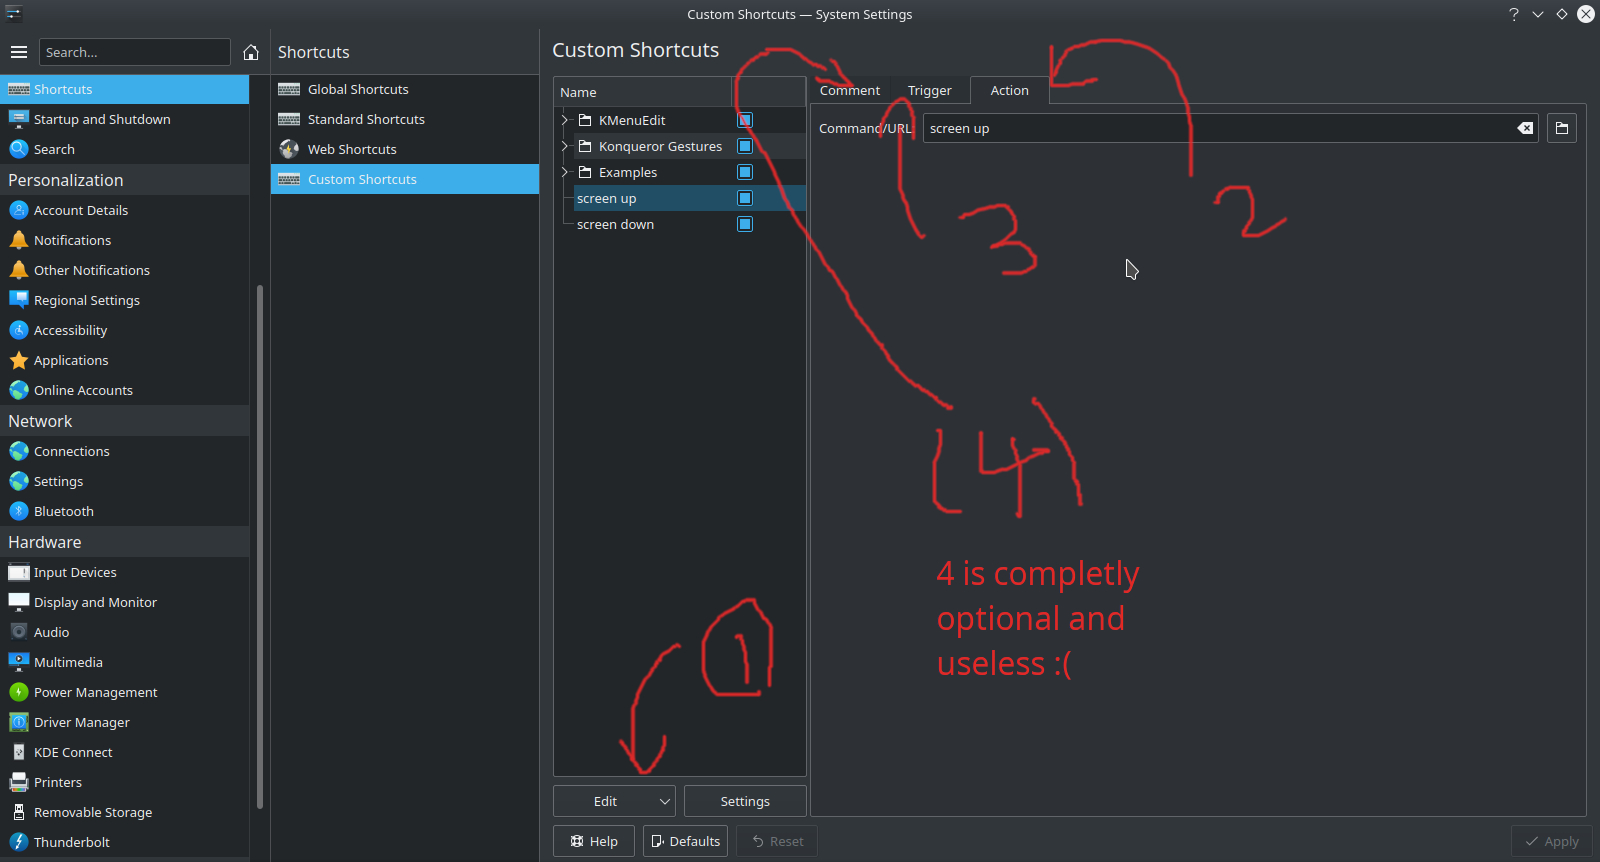 Custom Shortcuts — System Settings
Search...
Shortcuts
Startup and Shutdown
Search
Personalization
Account Details
Notifications
Other Notifications
Regional Settings
Accessibility
Applications
Online Accounts
Network
Connections
Settings
Bluetooth
Hardware
Input Devices
Display and Monitor
Audio
Multimedia
Power Management
Driver Manager
KDE Connect
Printers
Removable Storage
Thunderbolt
Shortcuts
Global Shortcuts
Standard Shortcuts
Web Shortcuts
Custom Shortcuts
Custom Shortcuts
Name
KMenuEdit
Konqueror Gestures
Examples
screen up
screen down
Edit
Settings
Help
Defaults
Reset
Apply
Comment
Trigger
Action
Command/URL
screen up
1
2
3
(4)
4 is completly
optional and
useless :(